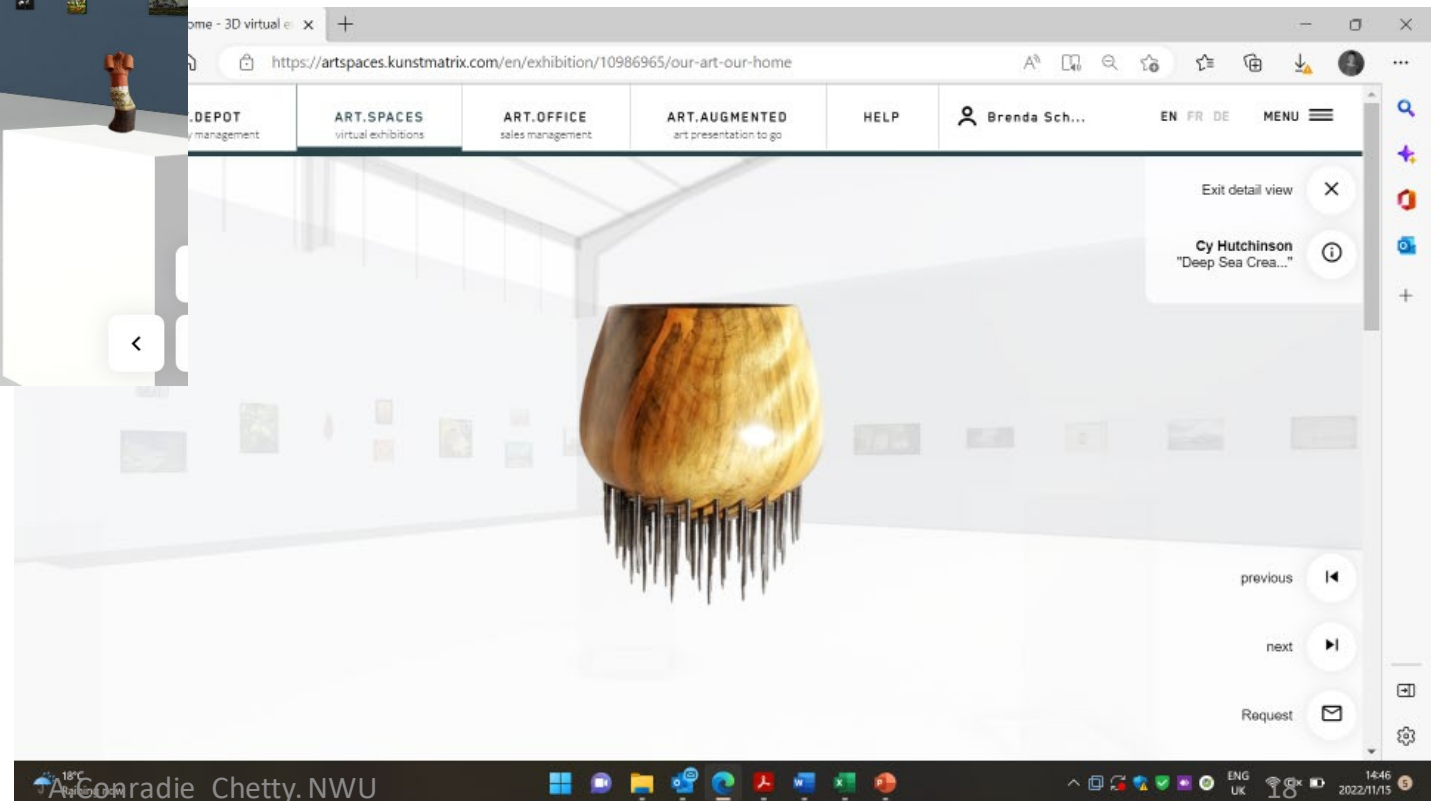 ome - 3D virtual e
https://artspaces.kunstmatrix.com/en/exhibition/10986965/our-art-our-home
.DEPOT
y management
ART.SPACES
virtual exhibitions
ART.OFFICE
sales management
ART.AUGMENTED
art presentation to go
HELP
Brenda Sch...
EN FR DE
MENU
Exit detail view
Cy Hutchinson
"Deep Sea Crea..."
previous
next
Request
18°C
Raining now
A.Conradie Chetty. NWU
ENG
UK
18
14:46
2022/11/15
5